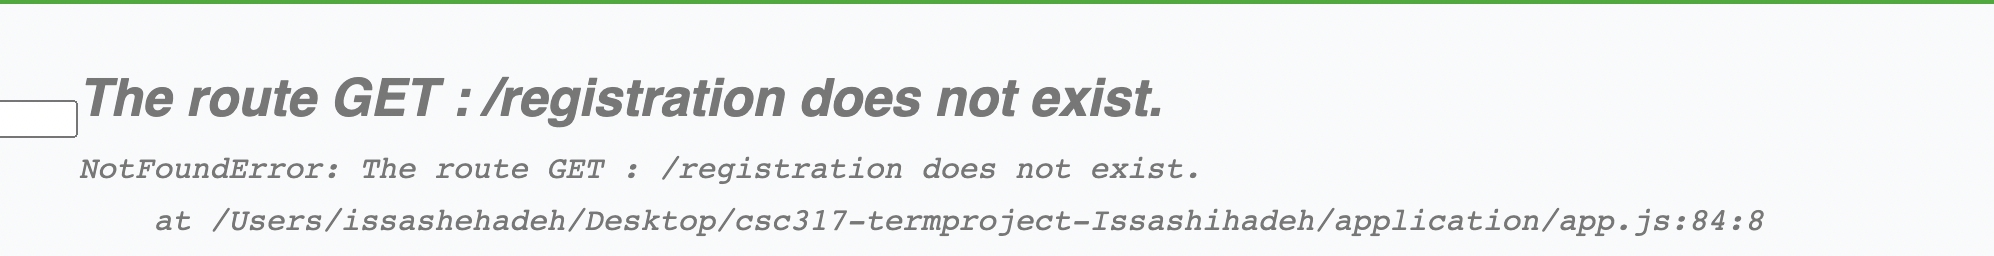 The route GET : /registration does not exist.
NotFoundError: The route GET : /registration does not exist.
at /Users/issashehadeh/Desktop/csc317-termproject-Issashihadeh/application/app.js:84:8